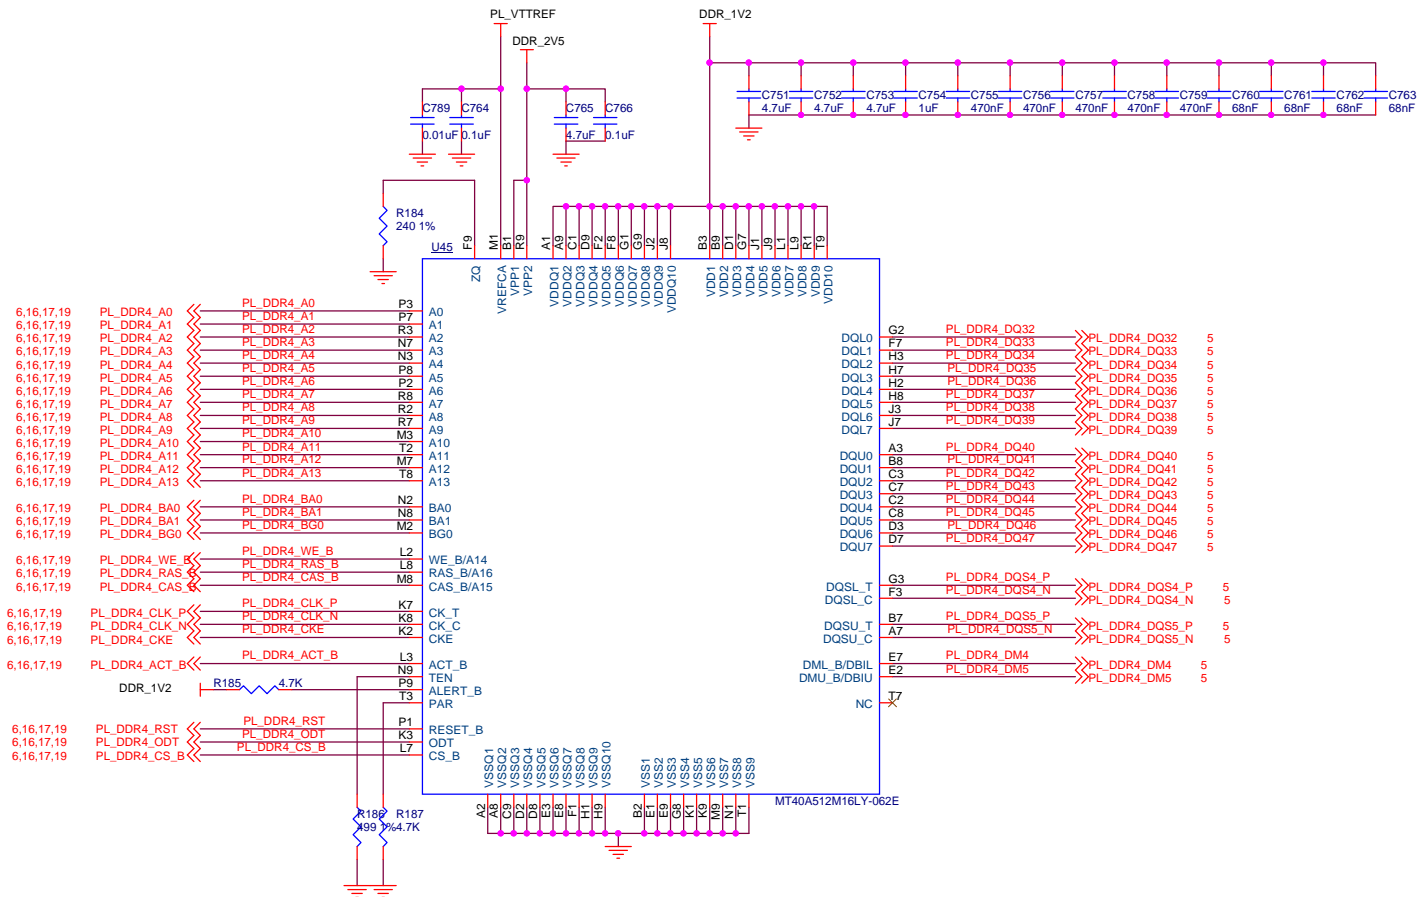 PL_VTTREF
DDR_1V2
DDR_2V5
C789 C764 C765 C766
0.01uF 0.1uF 4.7uF 0.1uF
C751 C752 C753 C754 C755 C756 C757 C758 C759 C760 C761 C762 C763
4.7uF 4.7uF 4.7uF 1uF 470nF 470nF 470nF 470nF 470nF 68nF 68nF 68nF 68nF
R184
240 1%
U45
F9 M1 B1 R9 A1 A9 C1 D9 F2 F8 G1 G9 J2 J8 B3 B9 D1 G7 J1 J9 L1 L9 R1 T9
ZQ VREFCA VPP1 VPP2 VDDQ1 VDDQ2 VDDQ3 VDDQ4 VDDQ5 VDDQ6 VDDQ7 VDDQ8 VDDQ9 VDDQ10 VDD1 VDD2 VDD3 VDD4 VDD5 VDD6 VDD7 VDD8 VDD9 VDD10
6,16,17,19 PL_DDR4_A0 PL_DDR4_A0 P3 A0
6,16,17,19 PL_DDR4_A1 PL_DDR4_A1 P7 A1
6,16,17,19 PL_DDR4_A2 PL_DDR4_A2 R3 A2
6,16,17,19 PL_DDR4_A3 PL_DDR4_A3 N7 A3
6,16,17,19 PL_DDR4_A4 PL_DDR4_A4 N3 A4
6,16,17,19 PL_DDR4_A5 PL_DDR4_A5 P8 A5
6,16,17,19 PL_DDR4_A6 PL_DDR4_A6 P2 A6
6,16,17,19 PL_DDR4_A7 PL_DDR4_A7 R8 A7
6,16,17,19 PL_DDR4_A8 PL_DDR4_A8 R2 A8
6,16,17,19 PL_DDR4_A9 PL_DDR4_A9 R7 A9
6,16,17,19 PL_DDR4_A10 PL_DDR4_A10 M3 A10
6,16,17,19 PL_DDR4_A11 PL_DDR4_A11 T2 A11
6,16,17,19 PL_DDR4_A12 PL_DDR4_A12 M7 A12
6,16,17,19 PL_DDR4_A13 PL_DDR4_A13 T8 A13
6,16,17,19 PL_DDR4_BA0 PL_DDR4_BA0 N2 BA0
6,16,17,19 PL_DDR4_BA1 PL_DDR4_BA1 N8 BA1
6,16,17,19 PL_DDR4_BG0 PL_DDR4_BG0 M2 BG0
6,16,17,19 PL_DDR4_WE_B PL_DDR4_WE_B L2 WE_B/A14
6,16,17,19 PL_DDR4_RAS_B PL_DDR4_RAS_B L8 RAS_B/A16
6,16,17,19 PL_DDR4_CAS_B PL_DDR4_CAS_B M8 CAS_B/A15
6,16,17,19 PL_DDR4_CLK_P PL_DDR4_CLK_P K7 CK_T
6,16,17,19 PL_DDR4_CLK_N PL_DDR4_CLK_N K8 CK_C
6,16,17,19 PL_DDR4_CKE PL_DDR4_CKE K2 CKE
6,16,17,19 PL_DDR4_ACT_B PL_DDR4_ACT_B L3 ACT_B
N9 TEN
DDR_1V2 R185 4.7K P9 ALERT_B
T3 PAR
6,16,17,19 PL_DDR4_RST PL_DDR4_RST P1 RESET_B
6,16,17,19 PL_DDR4_ODT PL_DDR4_ODT K3 ODT
6,16,17,19 PL_DDR4_CS_B PL_DDR4_CS_B L7 CS_B
DQL0 G2 PL_DDR4_DQ32 PL_DDR4_DQ32 5
DQL1 F7 PL_DDR4_DQ33 PL_DDR4_DQ33 5
DQL2 H3 PL_DDR4_DQ34 PL_DDR4_DQ34 5
DQL3 H7 PL_DDR4_DQ35 PL_DDR4_DQ35 5
DQL4 H2 PL_DDR4_DQ36 PL_DDR4_DQ36 5
DQL5 H8 PL_DDR4_DQ37 PL_DDR4_DQ37 5
DQL6 J3 PL_DDR4_DQ38 PL_DDR4_DQ38 5
DQL7 J7 PL_DDR4_DQ39 PL_DDR4_DQ39 5
DQU0 A3 PL_DDR4_DQ40 PL_DDR4_DQ40 5
DQU1 B8 PL_DDR4_DQ41 PL_DDR4_DQ41 5
DQU2 C3 PL_DDR4_DQ42 PL_DDR4_DQ42 5
DQU3 C7 PL_DDR4_DQ43 PL_DDR4_DQ43 5
DQU4 C2 PL_DDR4_DQ44 PL_DDR4_DQ44 5
DQU5 C8 PL_DDR4_DQ45 PL_DDR4_DQ45 5
DQU6 D3 PL_DDR4_DQ46 PL_DDR4_DQ46 5
DQU7 D7 PL_DDR4_DQ47 PL_DDR4_DQ47 5
DQSL_T G3 PL_DDR4_DQS4_P PL_DDR4_DQS4_P 5
DQSL_C F3 PL_DDR4_DQS4_N PL_DDR4_DQS4_N 5
DQSU_T B7 PL_DDR4_DQS5_P PL_DDR4_DQS5_P 5
DQSU_C A7 PL_DDR4_DQS5_N PL_DDR4_DQS5_N 5
DML_B/DBIL E7 PL_DDR4_DM4 PL_DDR4_DM4 5
DMU_B/DBIU E2 PL_DDR4_DM5 PL_DDR4_DM5 5
NC T7
VSSQ1 VSSQ2 VSSQ3 VSSQ4 VSSQ5 VSSQ6 VSSQ7 VSSQ8 VSSQ9 VSSQ10 VSS1 VSS2 VSS3 VSS4 VSS5 VSS6 VSS7 VSS8 VSS9
A2 A8 C9 D2 D8 E3 E8 F1 H1 H9 B2 E1 E9 G8 K1 K9 M9 N1 T1
MT40A512M16LY-062E
R186 R187
499 1% 4.7K